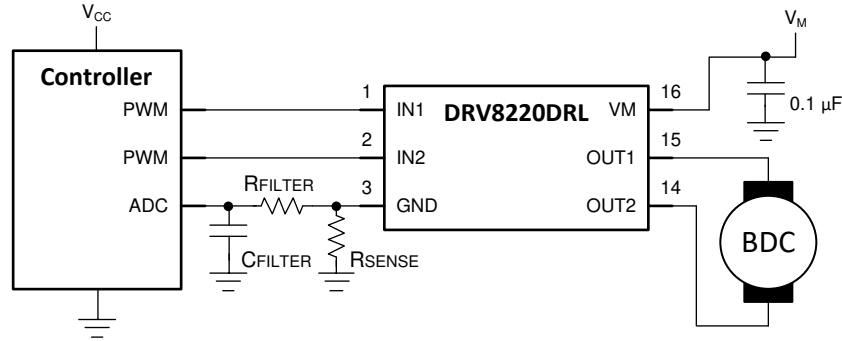 VCC
VM
Controller
DRV8220DRL
PWM
1
IN1
VM
16
0.1 µF
PWM
2
IN2
OUT1
15
ADC
RFILTER
3
GND
OUT2
14
BDC
CFILTER
RSENSE